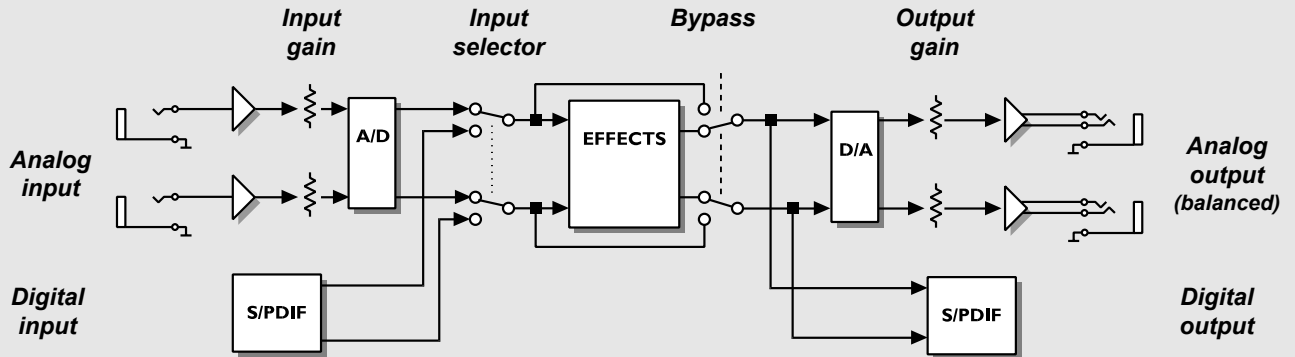 Input
gain
Input
selector
Bypass
Output
gain
A/D
EFFECTS
D/A
Analog
input
Analog
output
(balanced)
Digital
input
S/PDIF
S/PDIF
Digital
output